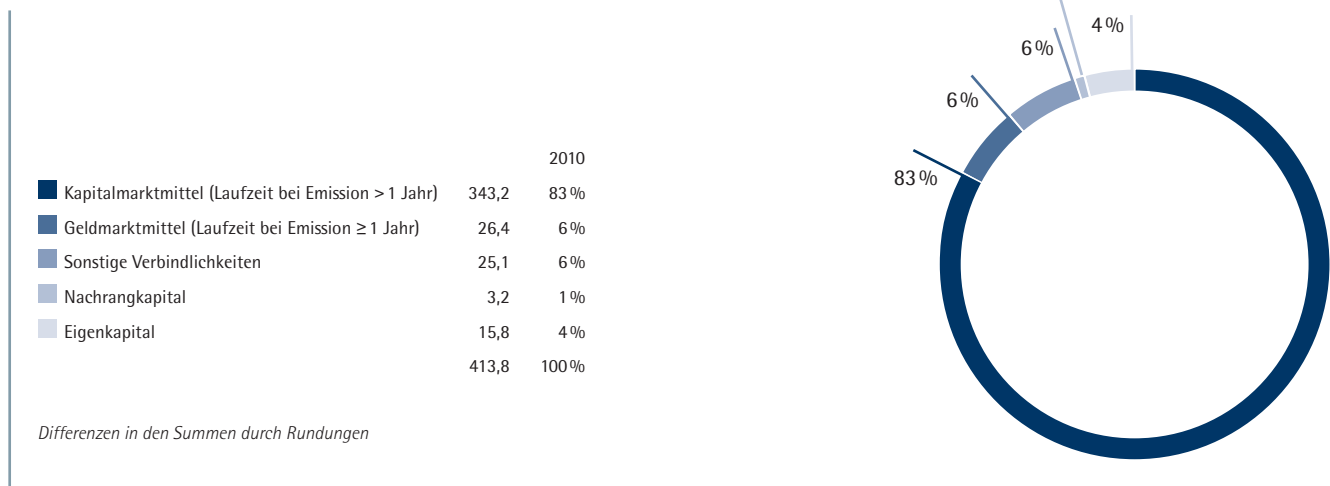 2010
Kapitalmarktmittel (Laufzeit bei Emission > 1 Jahr) 343,2 83 %
Geldmarktmittel (Laufzeit bei Emission ≥ 1 Jahr) 26,4 6 %
Sonstige Verbindlichkeiten 25,1 6 %
Nachrangkapital 3,2 1 %
Eigenkapital 15,8 4 %
413,8 100 %
Differenzen in den Summen durch Rundungen
4 %
6 %
6 %
83 %